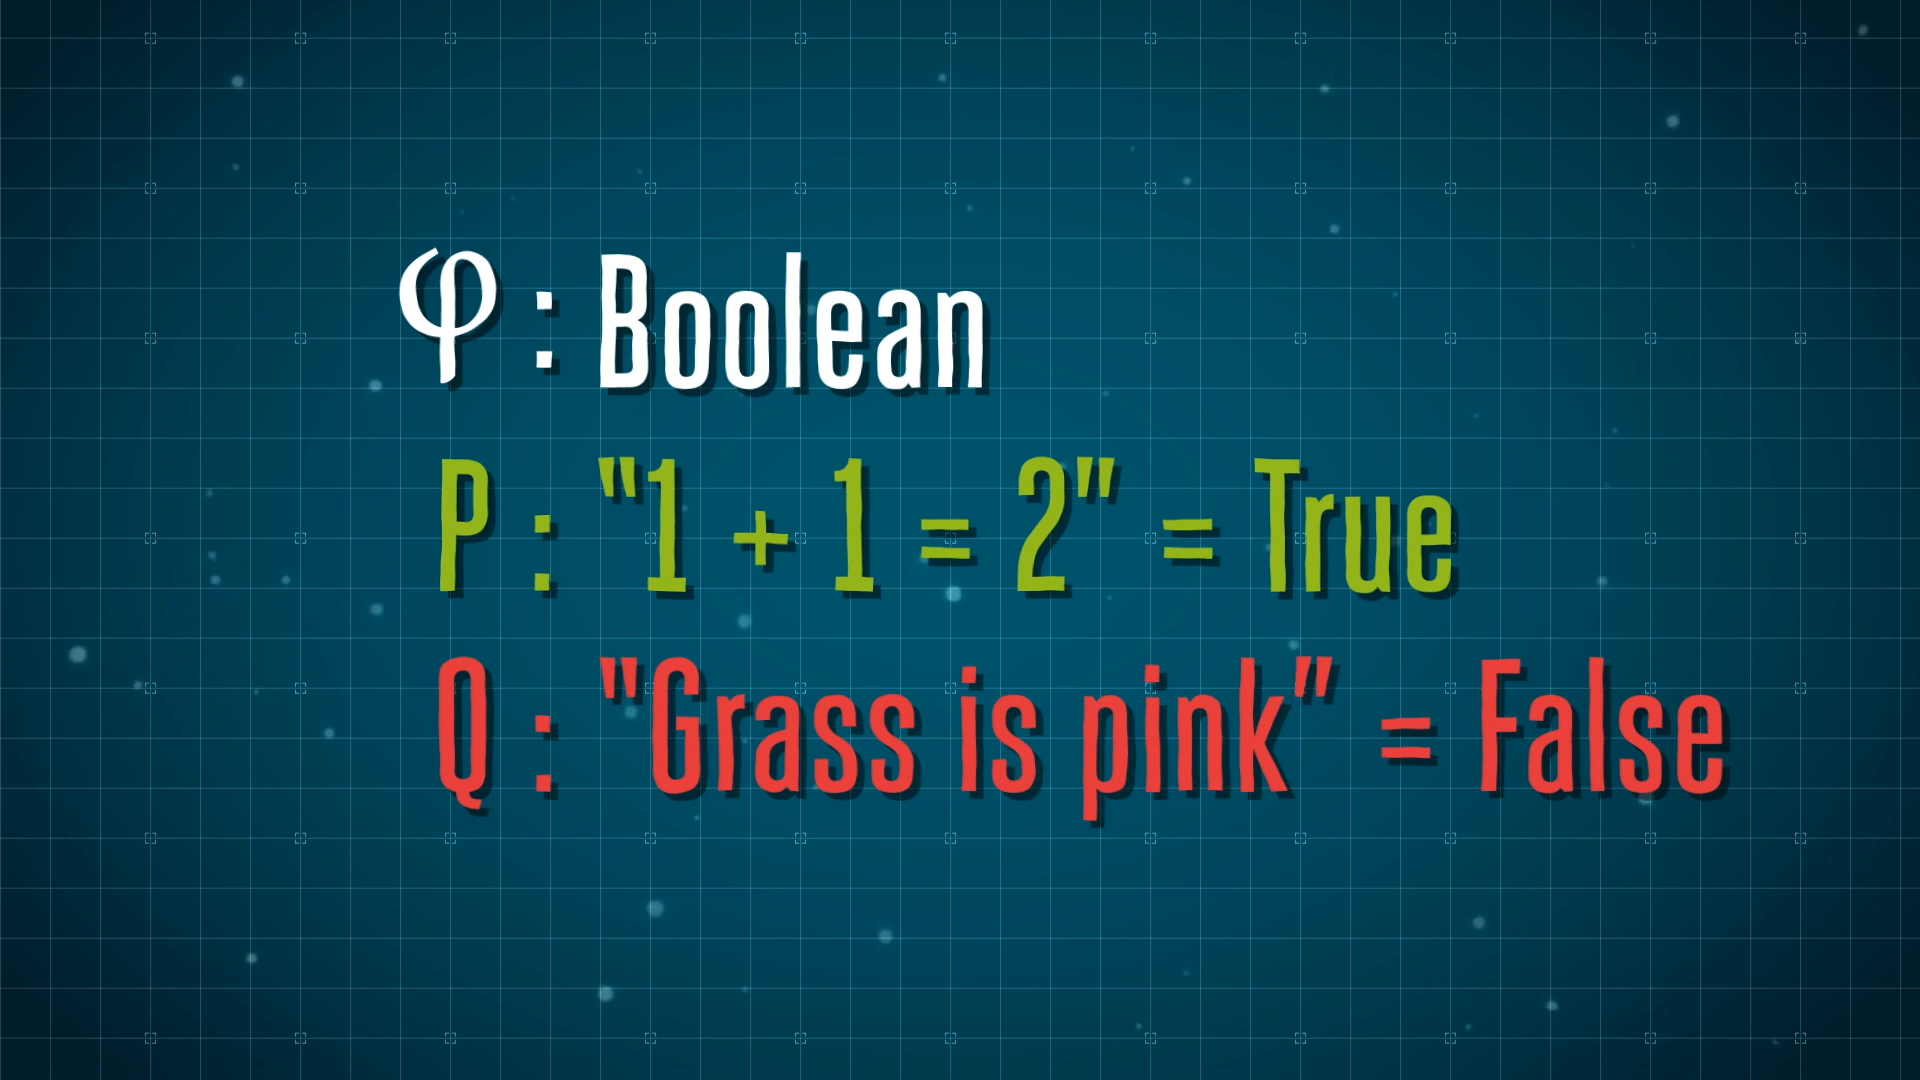 φ : Boolean
P : "1 + 1 = 2" = True
Q : "Grass is pink" = False